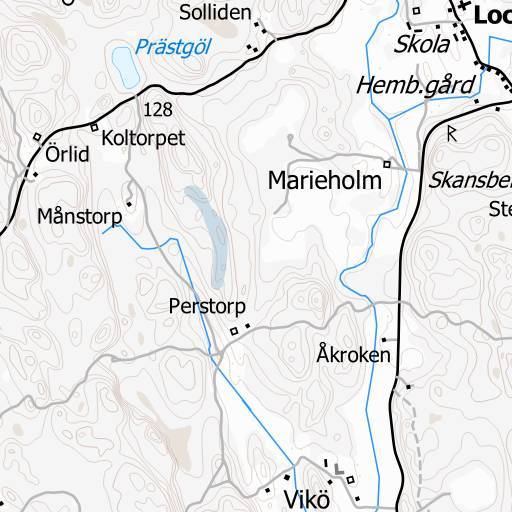 Solliden
Loc
Prästgöl
Skola
Hemb.gård
128
Koltorpet
R
Örlid
Marieholm
Skansbe
Månstorp
Ste
Perstorp
Åkroken
Vikö